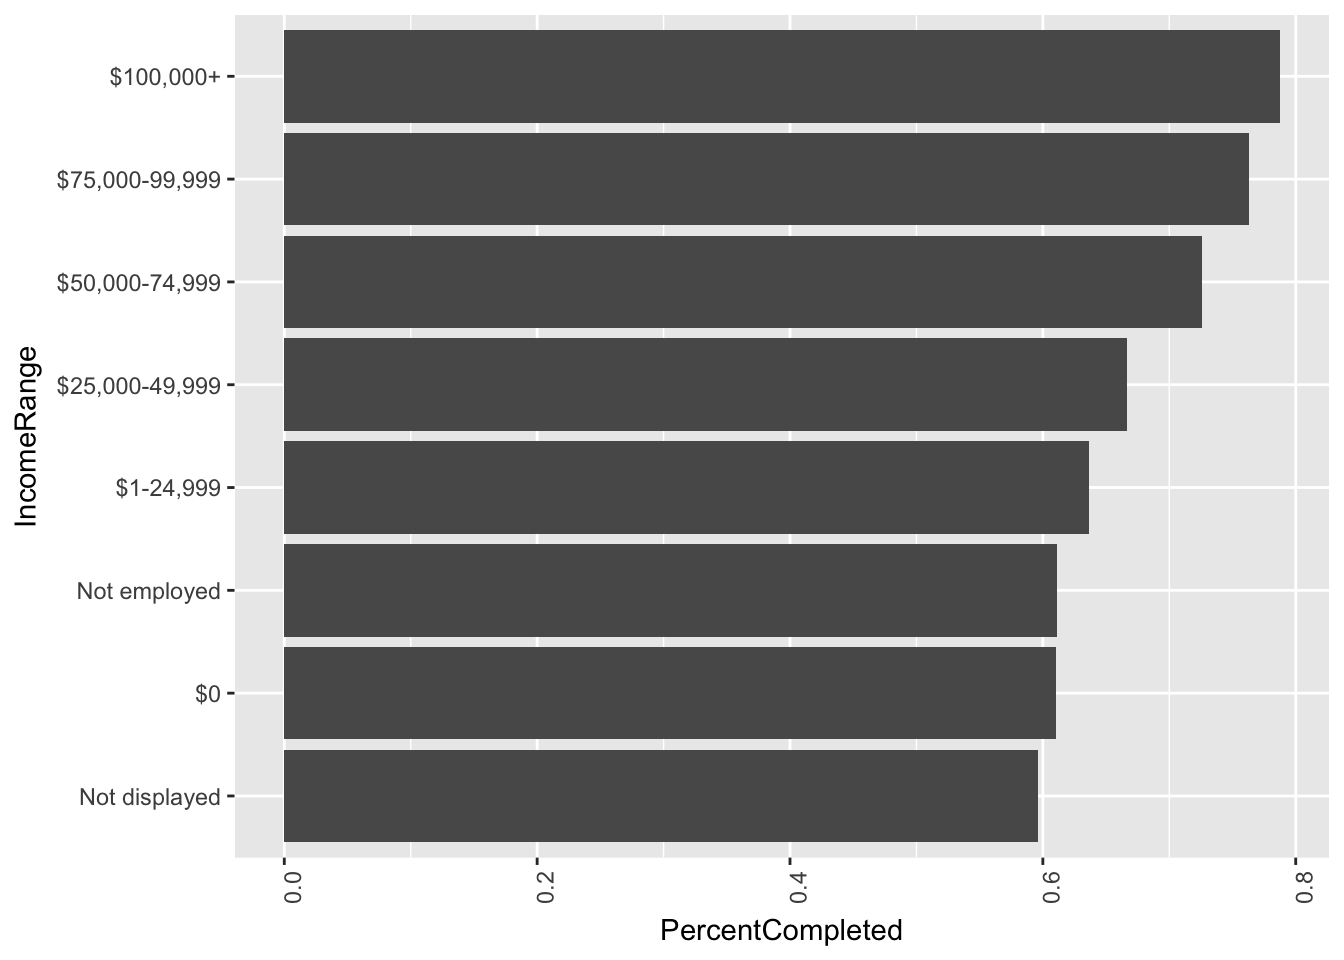 $100,000+
$75,000-99,999
$50,000-74,999
$25,000-49,999
$1-24,999
Not employed
$0
Not displayed
IncomeRange
0.0
0.2
0.4
0.6
0.8
PercentCompleted